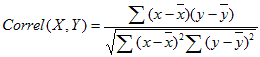 Correl(X,Y) = ∑(x−x̅)(y−y̅) / √(∑(x−x̅)²∑(y−y̅)²)